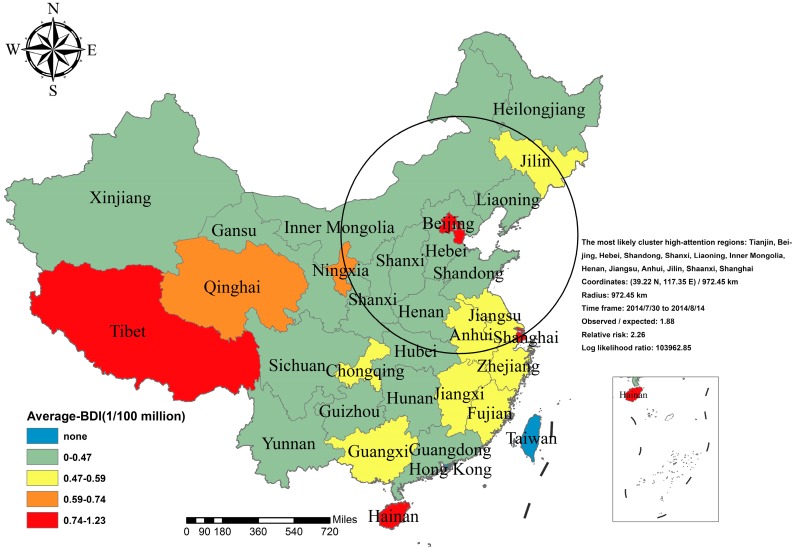 N
W E
S
Heilongjiang
Jilin
Xinjiang
Liaoning
Inner Mongolia
Beijing
Gansu
Hebei
Shanxi
Ningxia
Shandong
Qinghai
Shanxi
Henan
Jiangsu
Tibet
Anhui
Shanghai
Hubei
Sichuan
Chongqing
Zhejiang
Hunan
Jiangxi
Guizhou
Fujian
Yunnan
Guangxi
Guangdong
Taiwan
Hong Kong
Hainan
The most likely cluster high-attention regions: Tianjin, Bei-
jing, Hebei, Shandong, Shanxi, Liaoning, Inner Mongolia,
Henan, Jiangsu, Anhui, Jilin, Shaanxi, Shanghai
Coordinates: (39.22 N, 117.35 E) / 972.45 km
Radius: 972.45 km
Time frame: 2014/7/30 to 2014/8/14
Observed / expected: 1.88
Relative risk: 2.26
Log likelihood ratio: 103962.85
Hainan
Average-BDI(1/100 million)
none
0-0.47
0.47-0.59
0.59-0.74
0.74-1.23
Miles
0 90 180 360 540 720